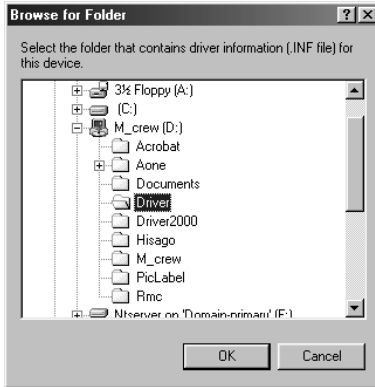 Browse for Folder
Select the folder that contains driver information (.INF file) for
this device.
3½ Floppy (A:)
(C:)
M_crew (D:)
Acrobat
Aone
Documents
Driver
Driver2000
Hisago
M_crew
PicLabel
Rmc
Ntserver on 'Domain-primary' (F:)
OK Cancel